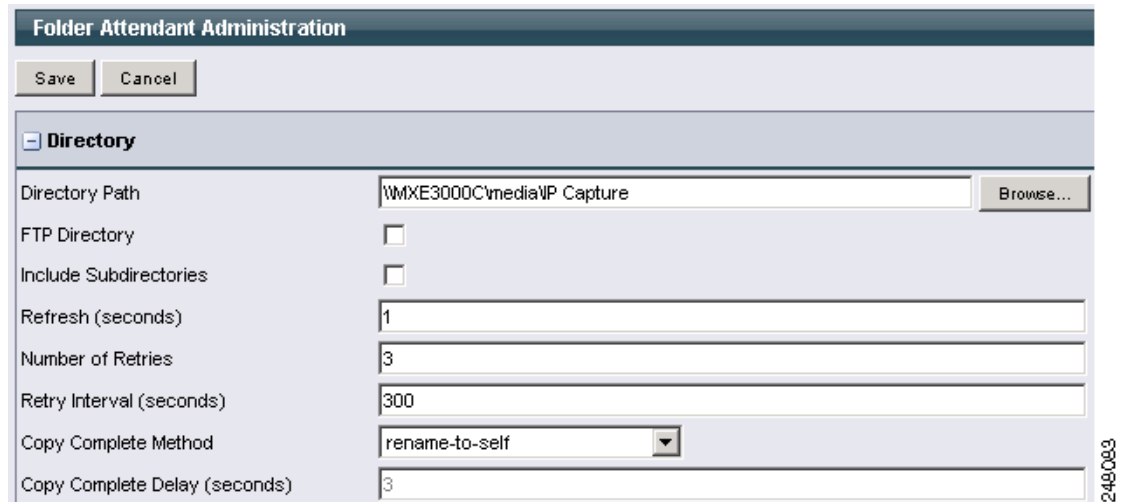 Folder Attendant Administration
Save Cancel
Directory
Directory Path \\MXE3000C\media\IP Capture Browse...
FTP Directory
Include Subdirectories
Refresh (seconds) 1
Number of Retries 3
Retry Interval (seconds) 300
Copy Complete Method rename-to-self
Copy Complete Delay (seconds) 3
248083